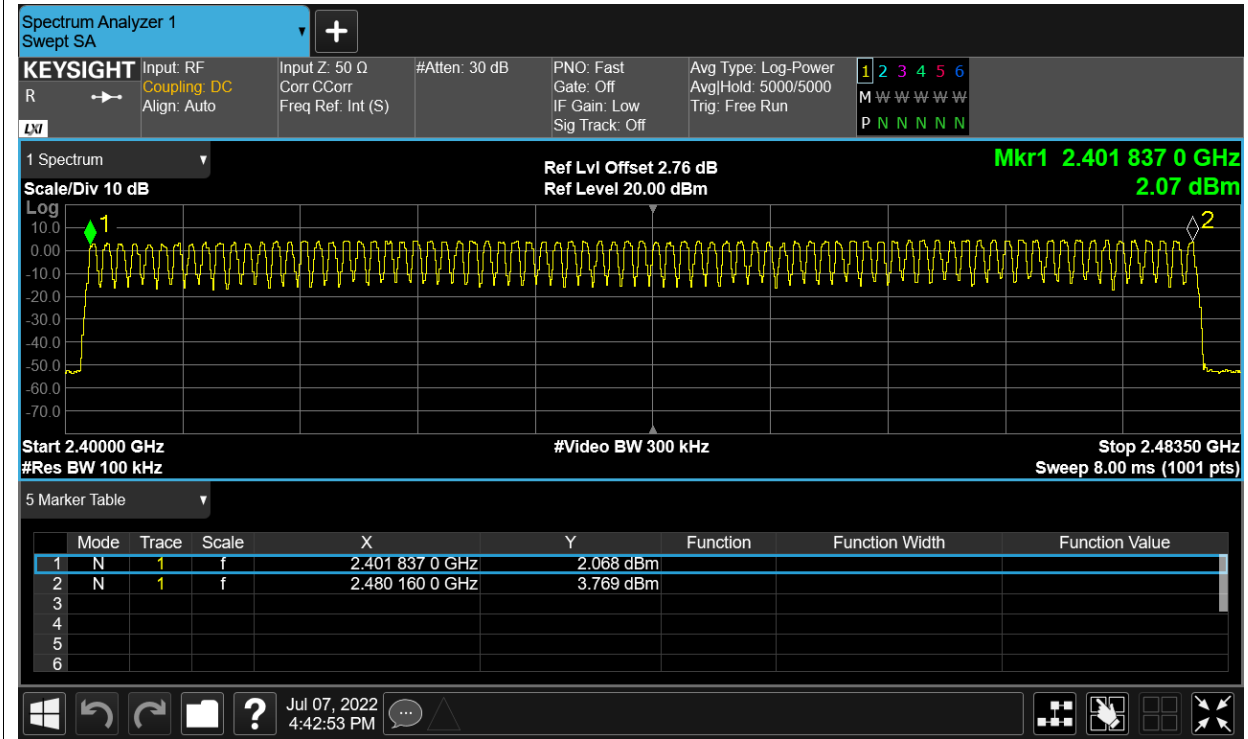 Spectrum Analyzer 1
Swept SA
+
KEYSIGHT Input: RF Input Z: 50 Ω #Atten: 30 dB PNO: Fast Avg Type: Log-Power 1 2 3 4 5 6
R Coupling: DC Corr CCorr Gate: Off Avg|Hold: 5000/5000 M W W W W W W
Align: Auto Freq Ref: Int (S) IF Gain: Low Trig: Free Run
LXI Sig Track: Off P N N N N N N
1 Spectrum Ref Lvl Offset 2.76 dB Mkr1 2.401 837 0 GHz
Scale/Div 10 dB Ref Level 20.00 dBm 2.07 dBm
Log
1 2
10.0
0.00
-10.0
-20.0
-30.0
-40.0
-50.0
-60.0
-70.0
Start 2.40000 GHz #Video BW 300 kHz Stop 2.48350 GHz
#Res BW 100 kHz Sweep 8.00 ms (1001 pts)
5 Marker Table
Mode Trace Scale X Y Function Function Width Function Value
1 N 1 f 2.401 837 0 GHz 2.068 dBm
2 N 1 f 2.480 160 0 GHz 3.769 dBm
3
4
5
6
? Jul 07, 2022
4:42:53 PM